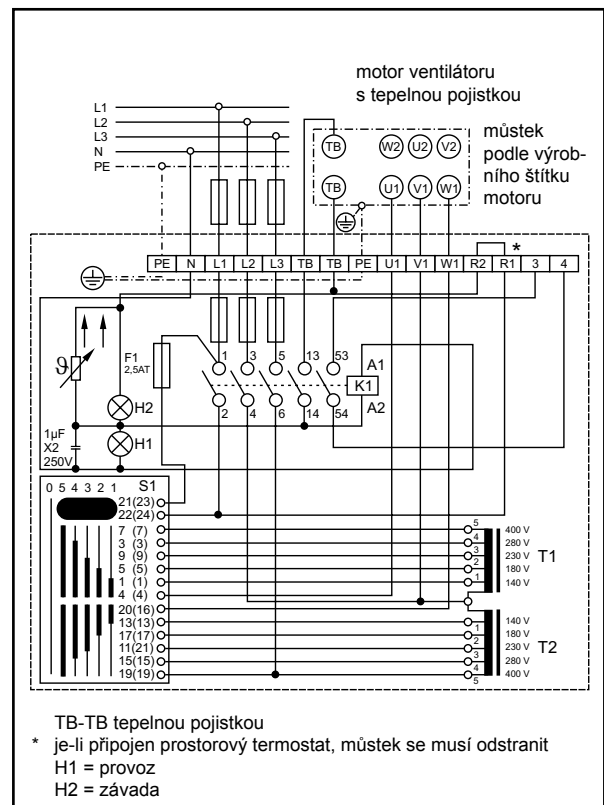 motor ventilátoru
s tepelnou pojistkou
L1
L2
L3
N
PE
TB W2 U2 V2
můstek
podle výrob-
ního štítku
motoru
TB U1 V1 W1
PE N L1 L2 L3 TB TB PE U1 V1 W1 R2 R1 3 4
*
F1
2,5AT
1 3 5 13 53
A1
K1
A2
2 4 6 14 54
ϑ
H2
H1
1µF
X2
250V
0 5 4 3 2 1 S1
21(23)
22(24)
7 (7) 5 400 V
3 (3) 4 280 V
9 (9) 3 230 V T1
5 (5) 2 180 V
1 (1) 1 140 V
4 (4)
20(16)
13(13) 140 V
17(17) 1 180 V
11(21) 2 230 V T2
15(15) 3 280 V
19(19) 4 400 V
5
TB-TB tepelnou pojistkou
* je-li připojen prostorový termostat, můstek se musí odstranit
H1 = provoz
H2 = závada